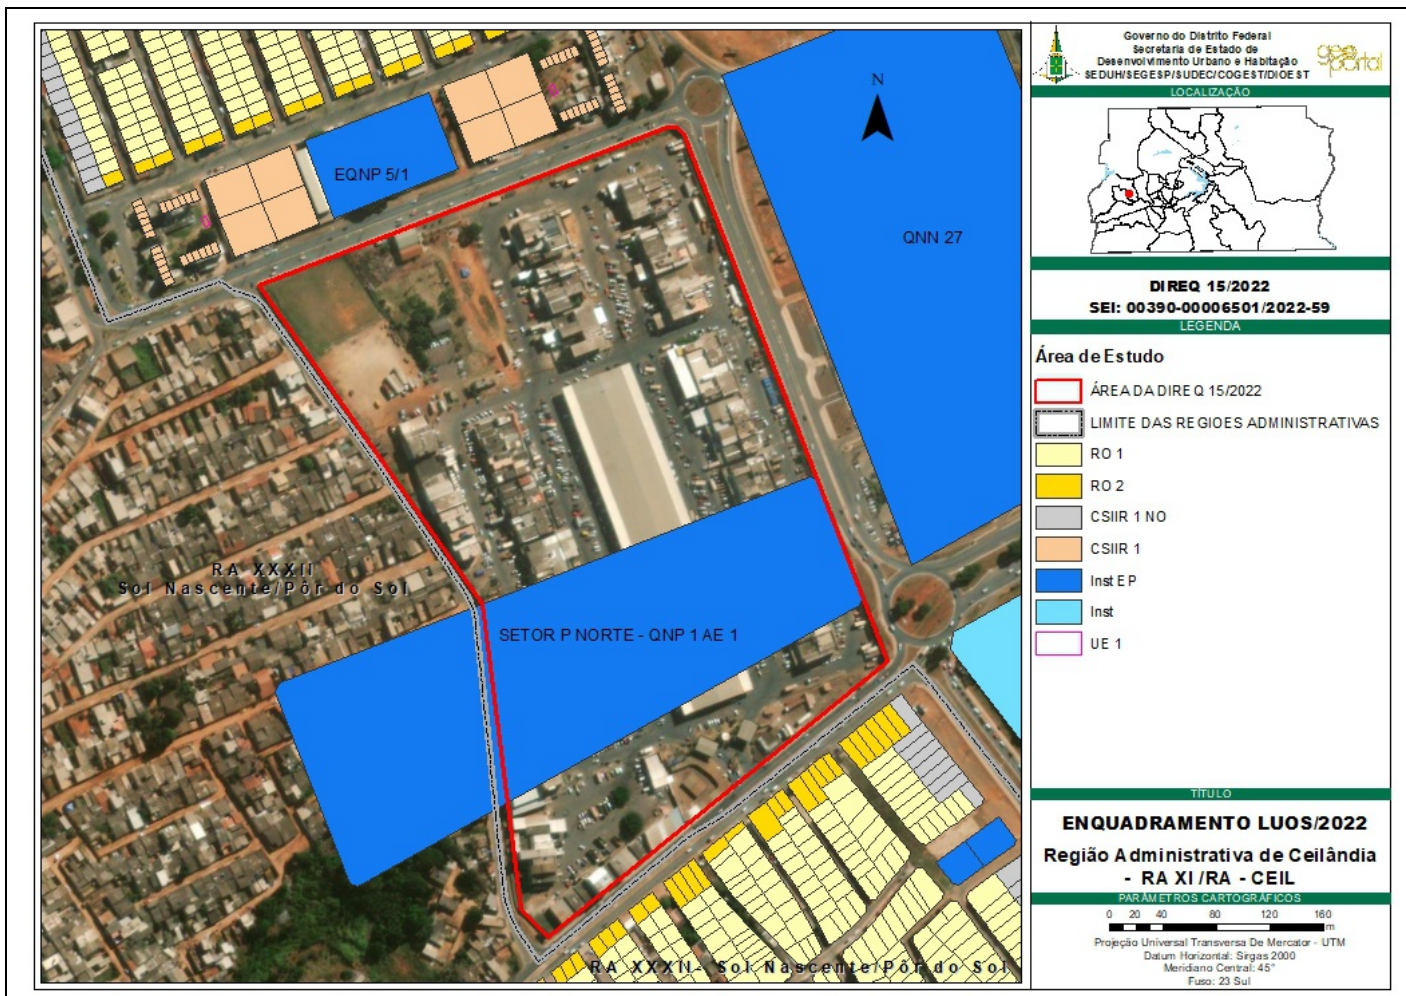 EQNP 5/1
N
QNN 27
RA XXXII
Sol Nascente/Pôr do Sol
SETOR P NORTE - QNP 1 AE 1
RA XXXII- Sol Nascente/Pôr do Sol
Governo do Distrito Federal
Secretaria de Estado de
Desenvolvimento Urbano e Habitação
SEDUH/SEGESP/SUDEC/COGEST/DIOEST
geoportal
LOCALIZAÇÃO
DIREQ 15/2022
SEI: 00390-00006501/2022-59
LEGENDA
Área de Estudo
ÁREA DA DIREQ 15/2022
LIMITE DAS REGIOES ADMINISTRATIVAS
RO 1
RO 2
CSIIR 1 NO
CSIIR 1
Inst EP
Inst
UE 1
TÍTULO
ENQUADRAMENTO LUOS/2022
Região Administrativa de Ceilândia
- RA XI /RA - CEIL
PARÂMETROS CARTOGRÁFICOS
0 20 40 80 120 160
m
Projeção Universal Transversa De Mercator - UTM
Datum Horizontal: Sirgas 2000
Meridiano Central: 45°
Fuso: 23 Sul